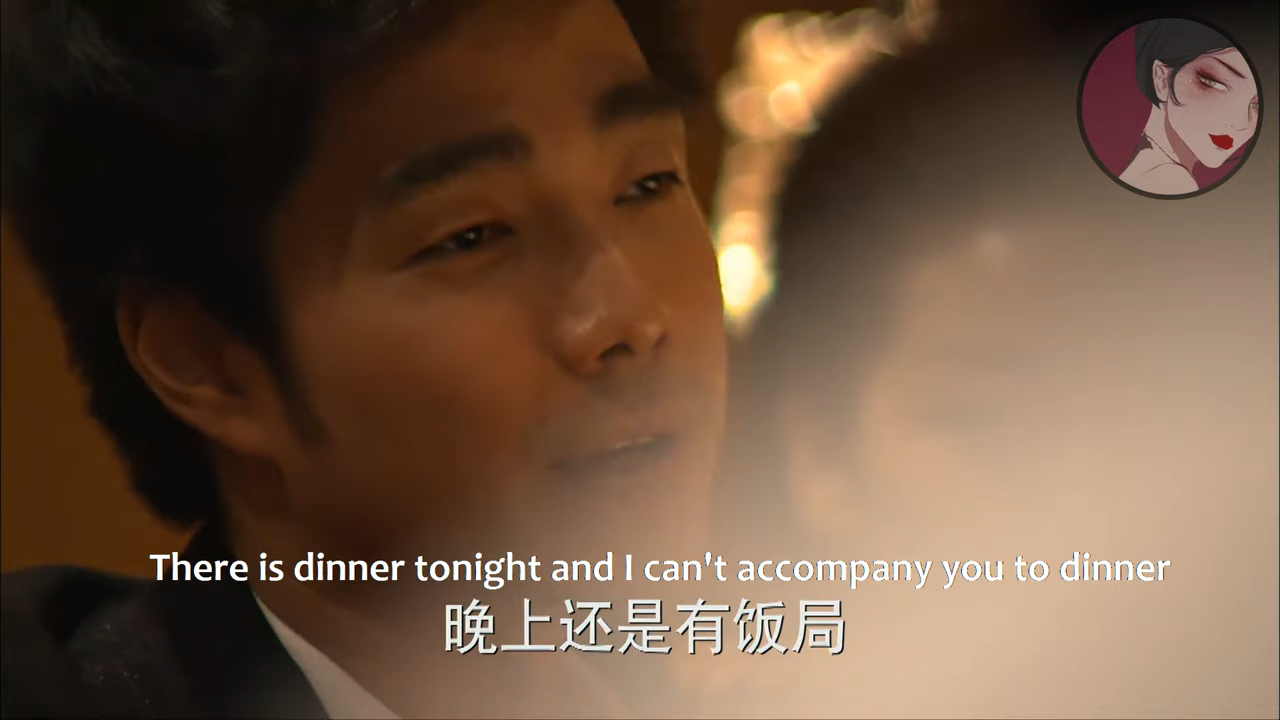 There is dinner tonight and I can't accompany you to dinner
晚上还是有饭局